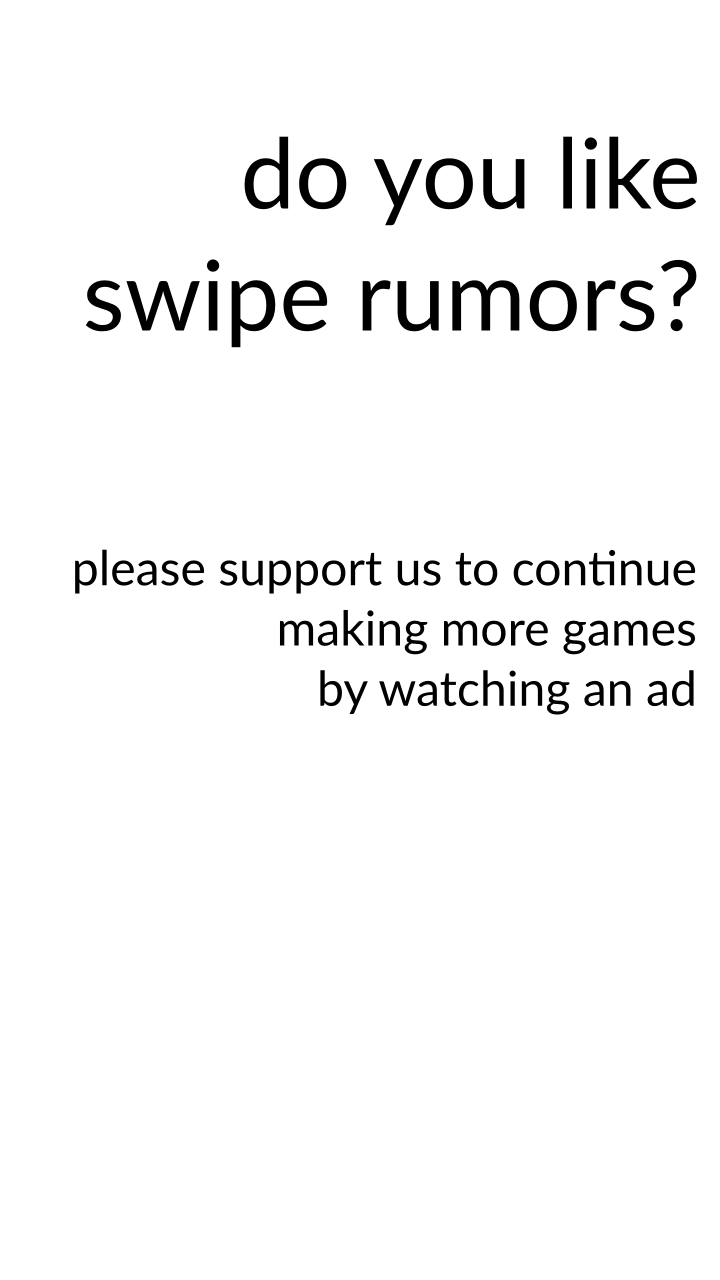 do you like
swipe rumors?
please support us to continue
making more games
by watching an ad